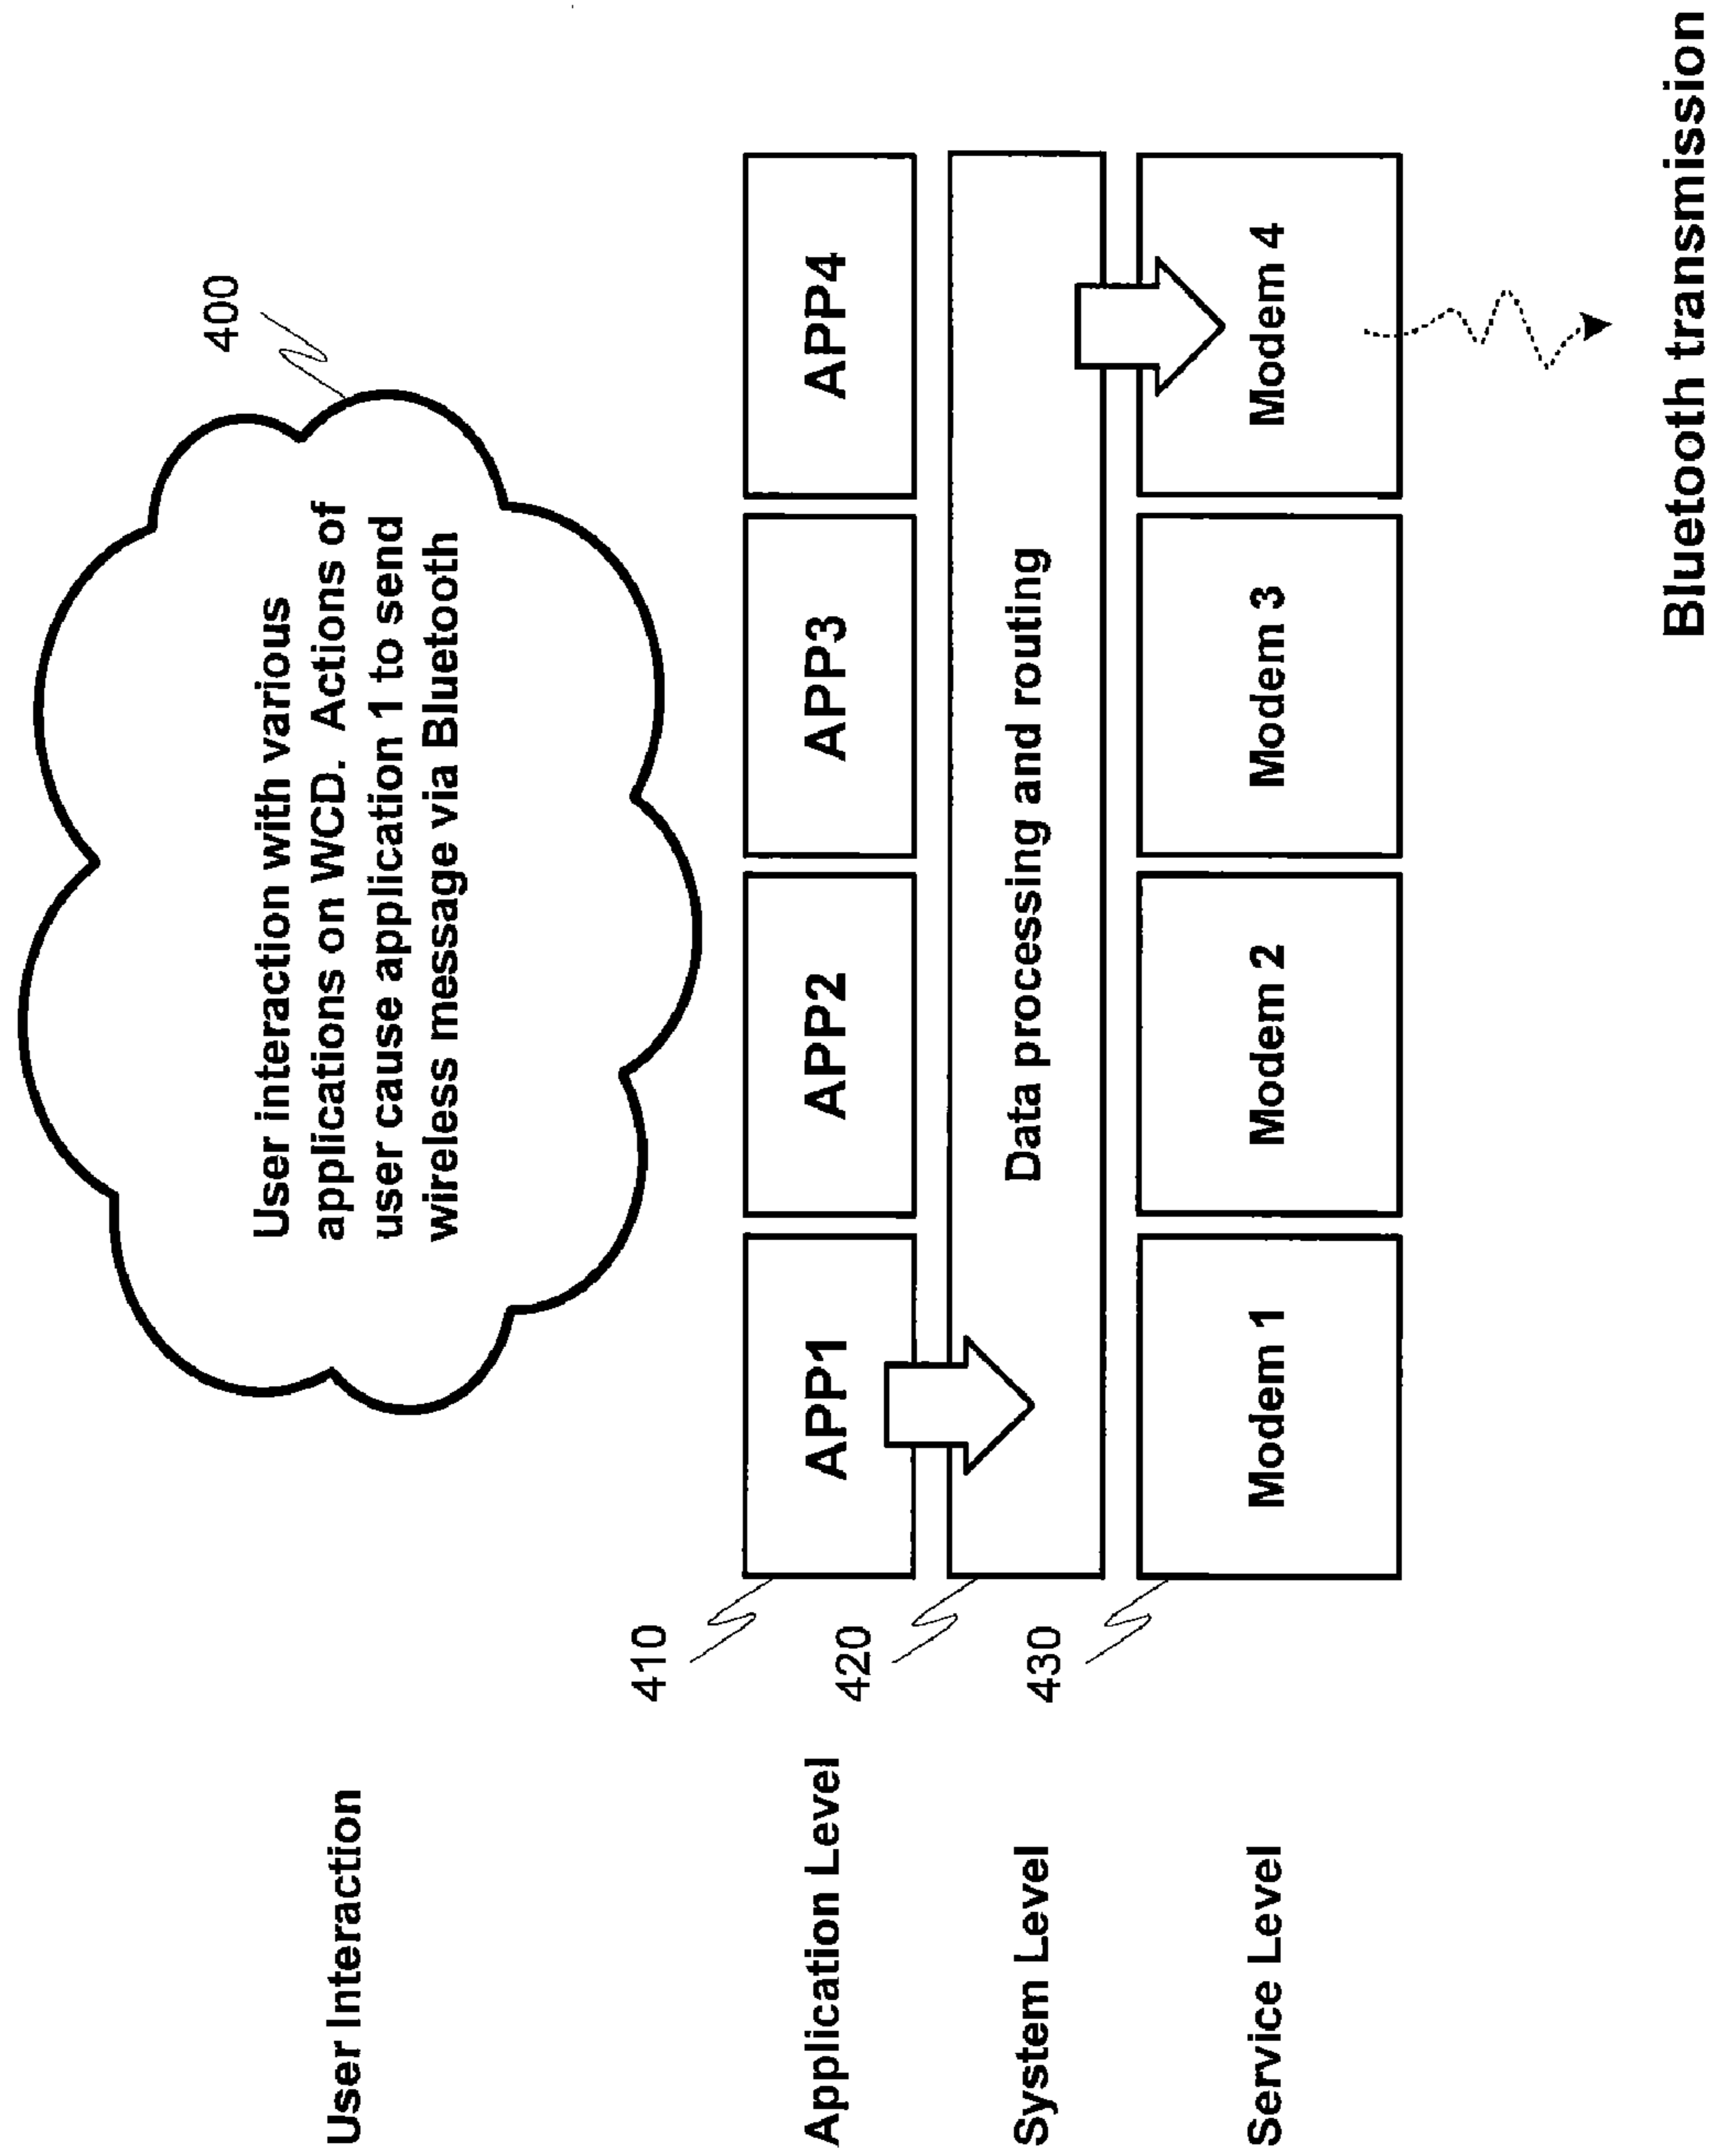 400
User Interaction
User interaction with various
applications on WCD.  Actions of
user cause application 1 to send
wireless message via Bluetooth
410
Application Level
APP1
APP2
APP3
APP4
420
System Level
Data processing and routing
430
Service Level
Modem 1
Modem 2
Modem 3
Modem 4
Bluetooth transmission